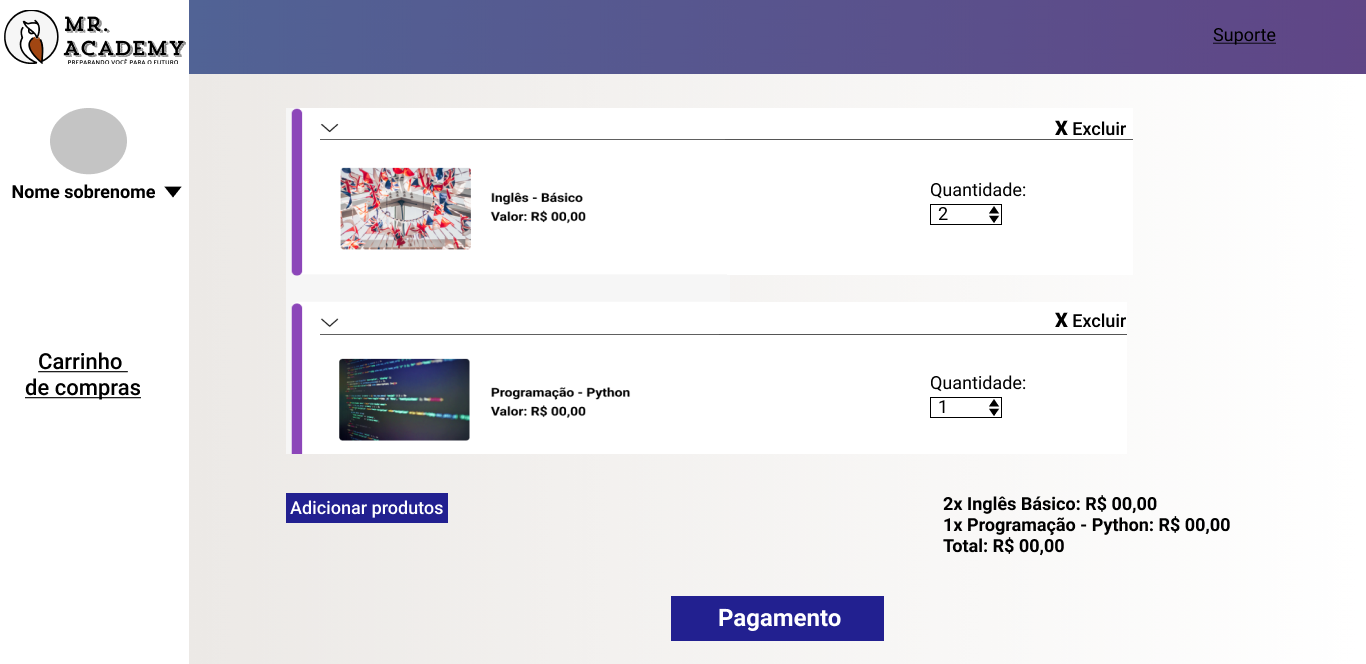 MR.
ACADEMY
PREPARANDO VOCÊ PARA O FUTURO
Suporte
Nome sobrenome
Carrinho
de compras
X Excluir
Inglês - Básico
Valor: R$ 00,00
Quantidade:
2
X Excluir
Programação - Python
Valor: R$ 00,00
Quantidade:
1
Adicionar produtos
2x Inglês Básico: R$ 00,00
1x Programação - Python: R$ 00,00
Total: R$ 00,00
Pagamento